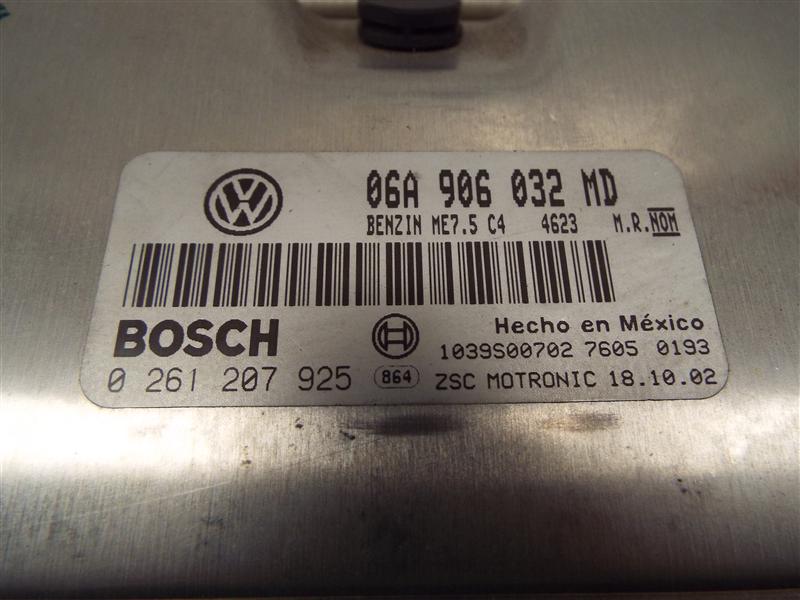 06A 906 032 MD
BENZIN ME7.5 C4 4623 M.R.NOM
BOSCH
Hecho en México
1039S00702 7605 0193
0 261 207 925 864 ZSC MOTRONIC 18.10.02